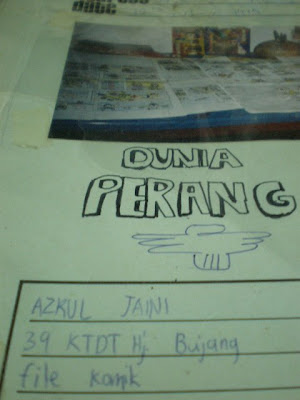 DUNIA
PERANG
AZKUL JAINI
39 KTDT Hj Bujang
file komik